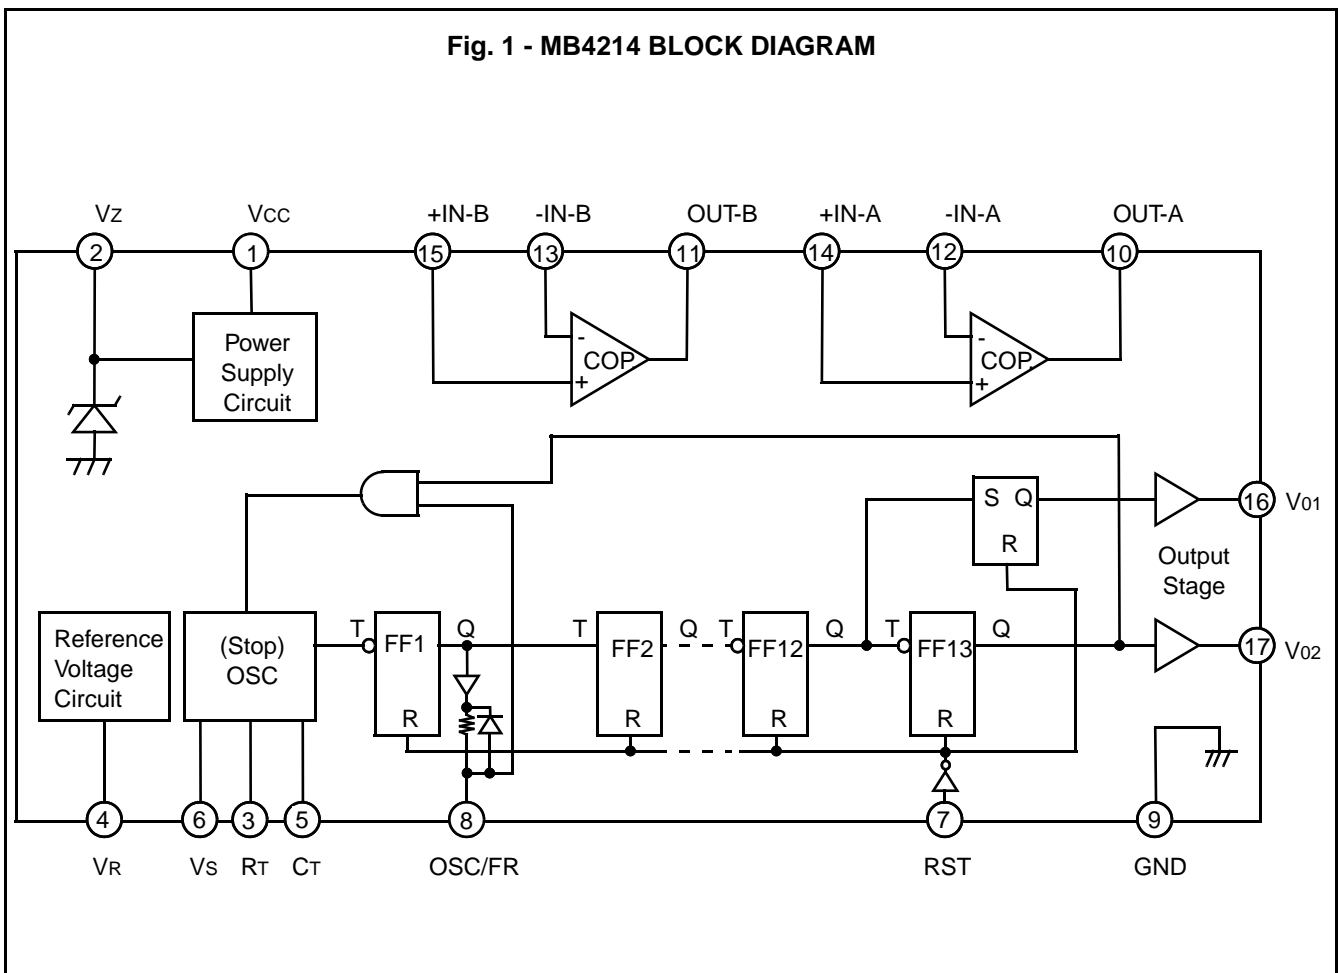 Fig. 1 - MB4214 BLOCK DIAGRAM
VZ VCC +IN-B -IN-B OUT-B +IN-A -IN-A OUT-A
2 1 15 13 11 14 12 10
Power
Supply
Circuit
- COP. +
- COP. +
S Q
R
16 V01
Output
Stage
Reference
Voltage
Circuit
(Stop)
OSC
T FF1 Q
R
T FF2 Q
R
T FF12 Q
R
T FF13 Q
R
17 V02
4 6 3 5 8 7 9
VR VS RT CT OSC/FR RST GND